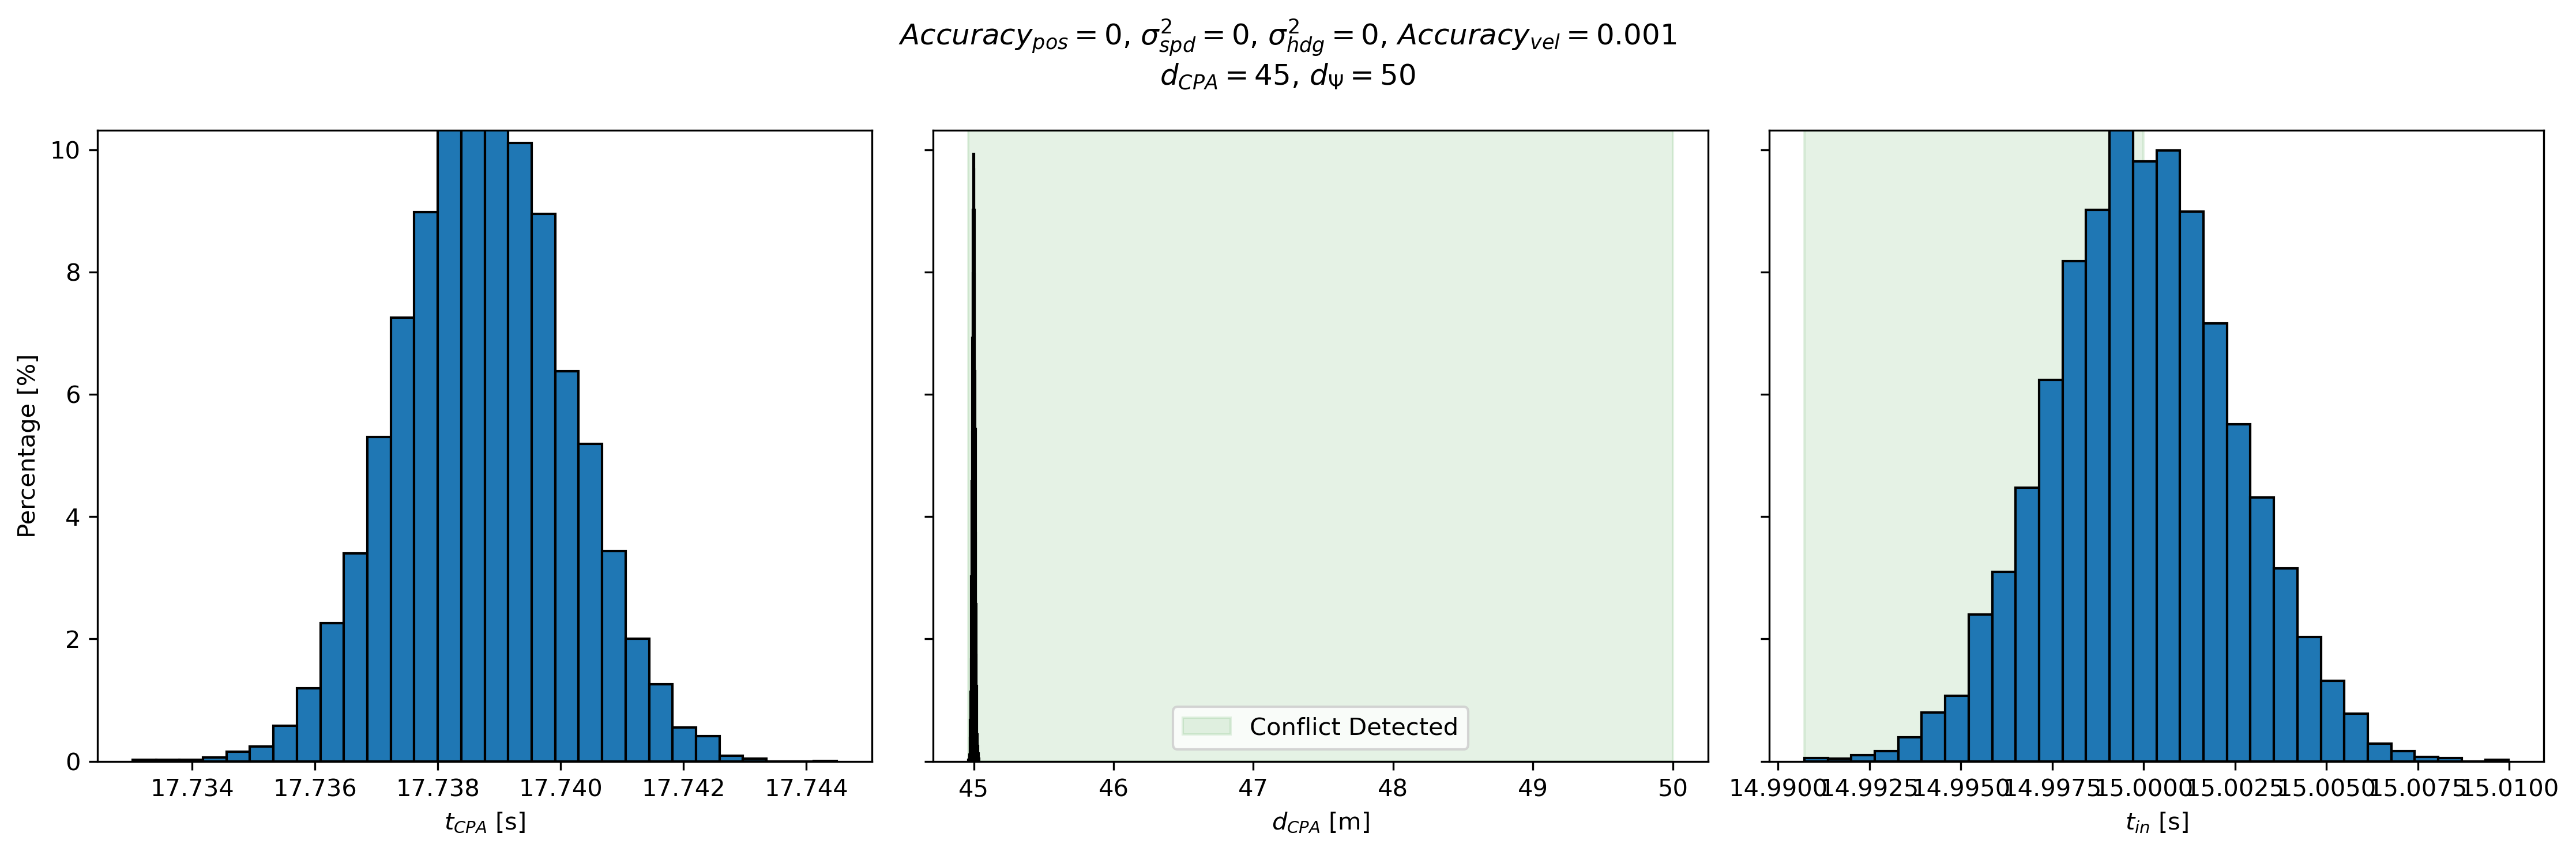 Accuracy_pos = 0, σ²_spd = 0, σ²_hdg = 0, Accuracy_vel = 0.001
d_CPA = 45, d_Ψ = 50
Percentage [%]
10
8
6
4
2
0
17.734 17.736 17.738 17.740 17.742 17.744
t_CPA [s]
Conflict Detected
45 46 47 48 49 50
d_CPA [m]
14.9900 14.9925 14.9950 14.9975 15.0000 15.0025 15.0050 15.0075 15.0100
t_in [s]